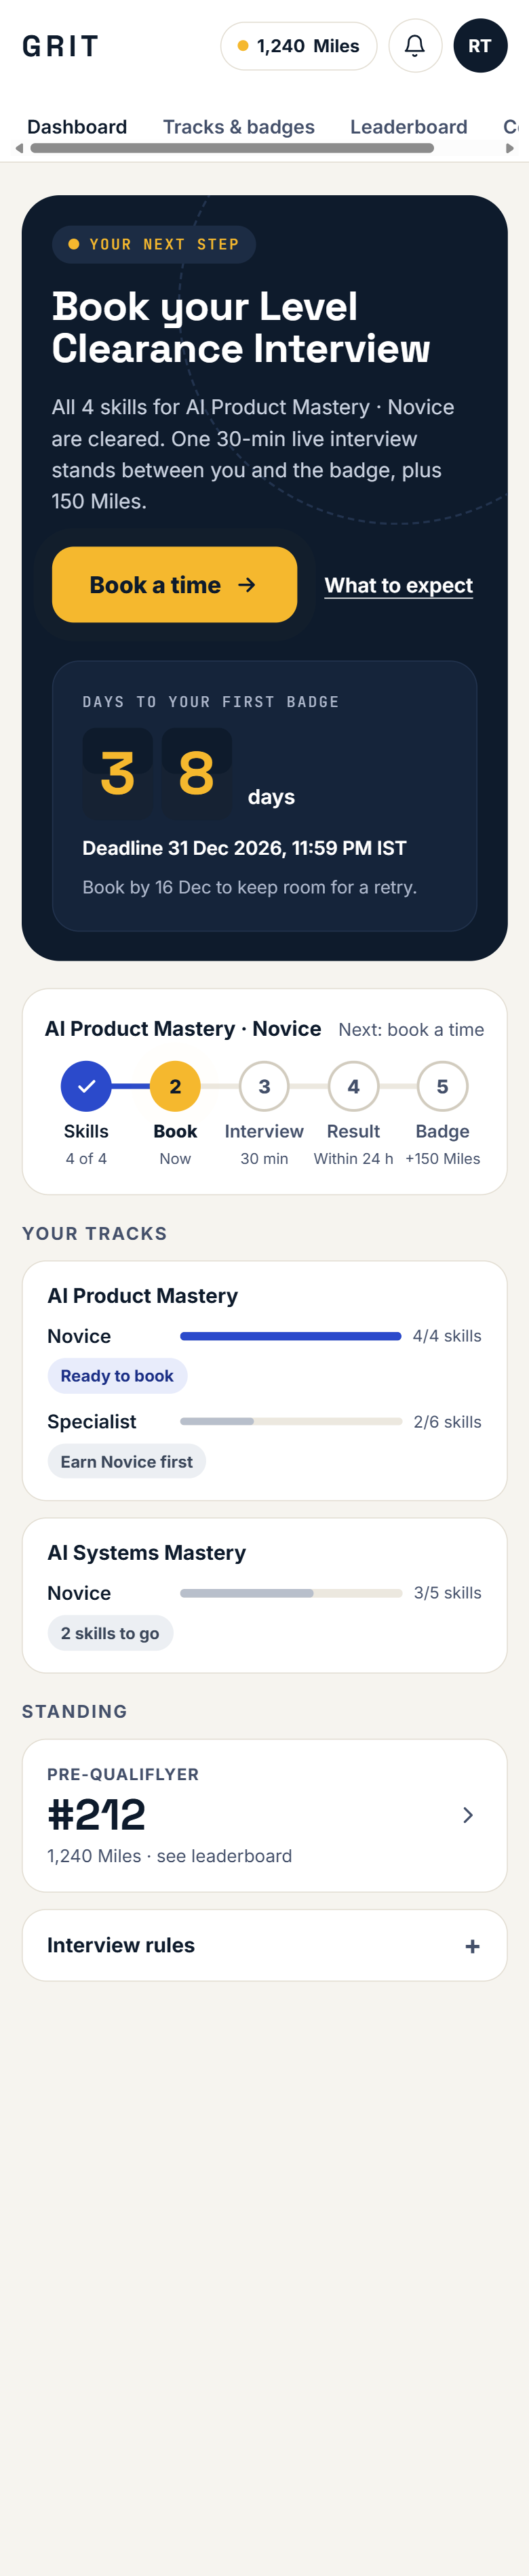 GRIT
1,240 Miles
RT
Dashboard Tracks & badges Leaderboard
YOUR NEXT STEP
Book your Level
Clearance Interview
All 4 skills for AI Product Mastery · Novice
are cleared. One 30-min live interview
stands between you and the badge, plus
150 Miles.
Book a time →
What to expect
DAYS TO YOUR FIRST BADGE
3 8 days
Deadline 31 Dec 2026, 11:59 PM IST
Book by 16 Dec to keep room for a retry.
AI Product Mastery · Novice Next: book a time
2 3 4 5
Skills Book Interview Result Badge
4 of 4 Now 30 min Within 24 h +150 Miles
YOUR TRACKS
AI Product Mastery
Novice 4/4 skills
Ready to book
Specialist 2/6 skills
Earn Novice first
AI Systems Mastery
Novice 3/5 skills
2 skills to go
STANDING
PRE-QUALIFLYER
#212
1,240 Miles · see leaderboard
Interview rules +